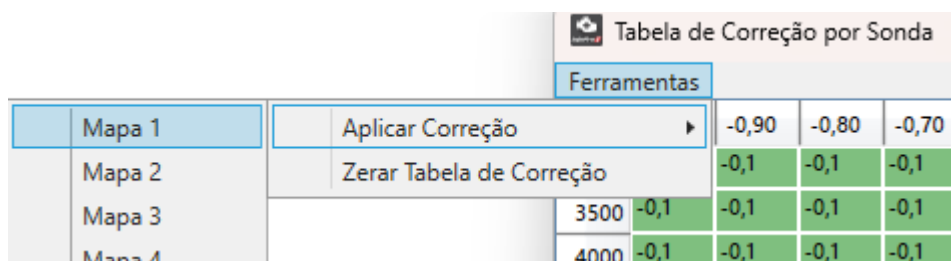 Tabela de Correção por Sonda
Ferramentas
Mapa 1
Aplicar Correção
-0,90 -0,80 -0,70
Mapa 2
Zerar Tabela de Correção
-0,1 -0,1 -0,1
Mapa 3
3500 -0,1 -0,1 -0,1 -0,1
Mapa 4
4000 -0,1 -0,1 -0,1 -0,1